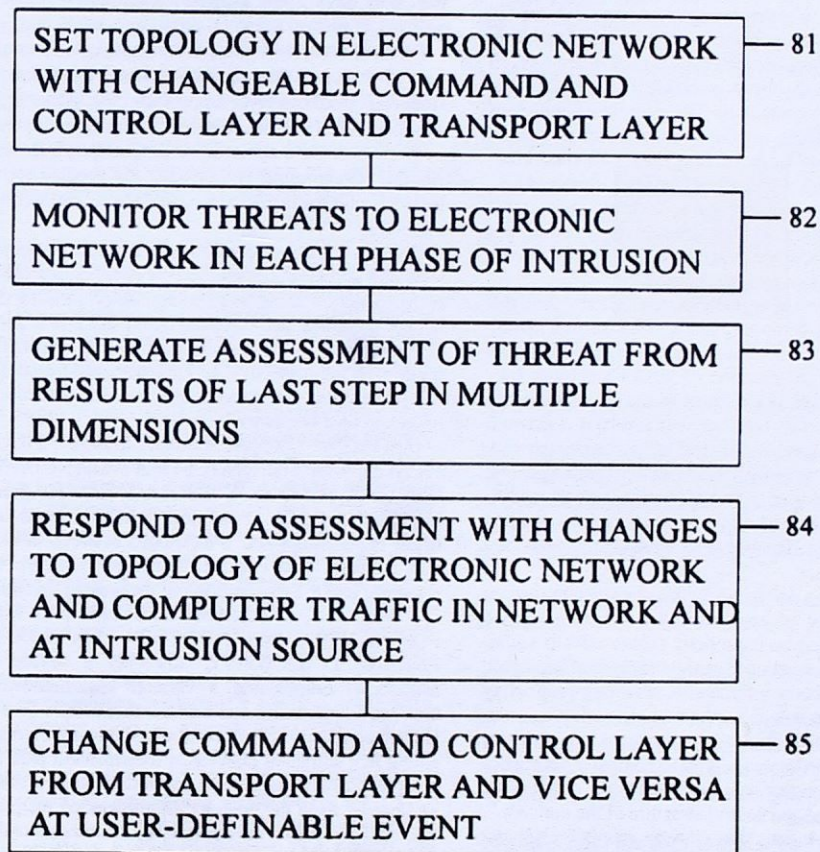 SET TOPOLOGY IN ELECTRONIC NETWORK 81
WITH CHANGEABLE COMMAND AND
CONTROL LAYER AND TRANSPORT LAYER
MONITOR THREATS TO ELECTRONIC 82
NETWORK IN EACH PHASE OF INTRUSION
GENERATE ASSESSMENT OF THREAT FROM 83
RESULTS OF LAST STEP IN MULTIPLE
DIMENSIONS
RESPOND TO ASSESSMENT WITH CHANGES 84
TO TOPOLOGY OF ELECTRONIC NETWORK
AND COMPUTER TRAFFIC IN NETWORK AND
AT INTRUSION SOURCE
CHANGE COMMAND AND CONTROL LAYER 85
FROM TRANSPORT LAYER AND VICE VERSA
AT USER-DEFINABLE EVENT